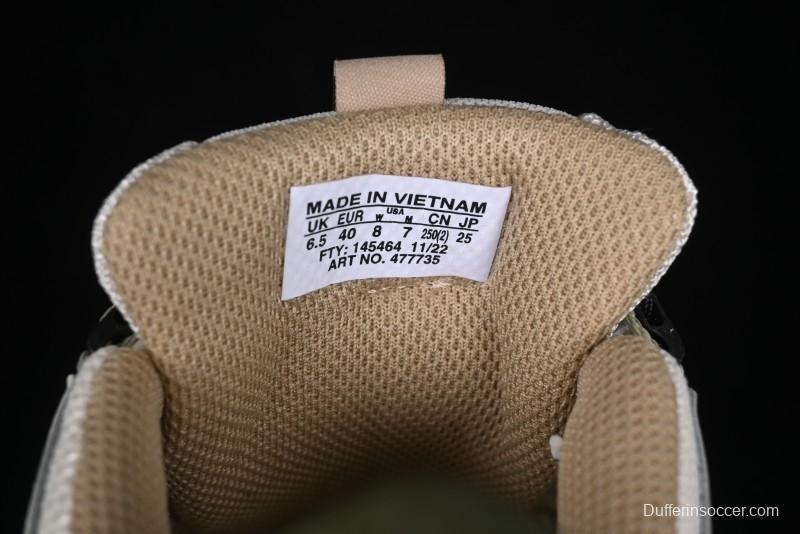 MADE IN VIETNAM
USA
UK EUR W M CN JP
6.5 40 8 7 250(2) 25
FTY: 145464 11/22
ART NO. 477735
Dufferinsoccer.com